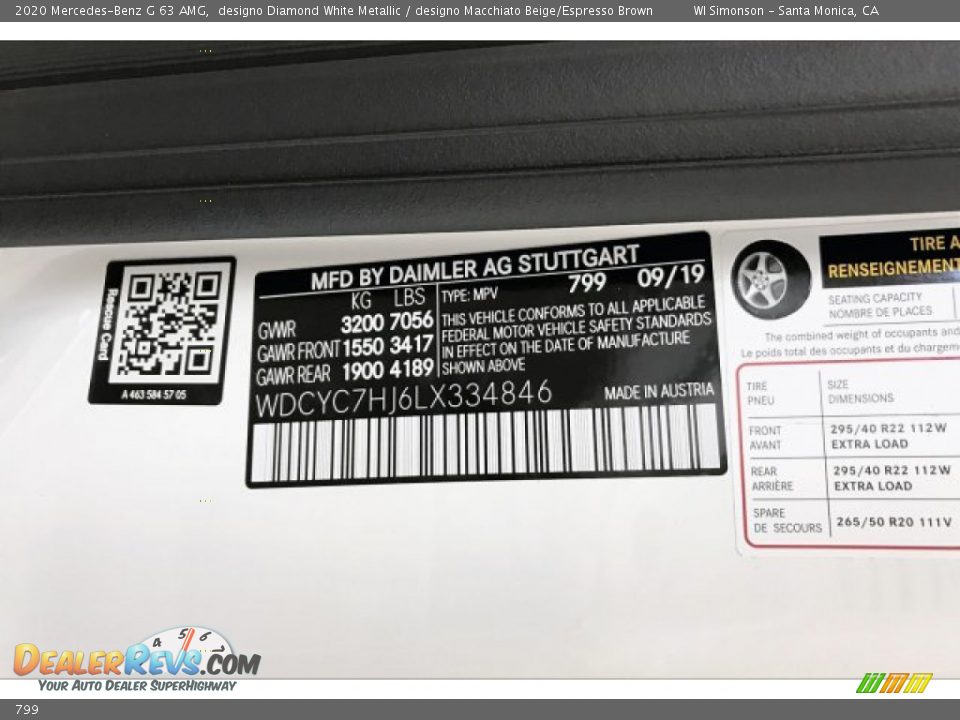 2020 Mercedes-Benz G 63 AMG, designo Diamond White Metallic / designo Macchiato Beige/Espresso Brown WI Simonson - Santa Monica, CA
Rescue Card
A 463 584 57 05
MFD BY DAIMLER AG STUTTGART
KG LBS
GWWR 3200 7056
GAWR FRONT 1550 3417
GAWR REAR 1900 4189
TYPE: MPV 799 09/19
THIS VEHICLE CONFORMS TO ALL APPLICABLE
FEDERAL MOTOR VEHICLE SAFETY STANDARDS
IN EFFECT ON THE DATE OF MANUFACTURE
SHOWN ABOVE
WDCYC7HJ6LX334846 MADE IN AUSTRIA
TIRE A
RENSEIGNEMENT
SEATING CAPACITY
NOMBRE DE PLACES
The combined weight of occupants and
Le poids total des occupants et du chargeme
TIRE SIZE
PNEU DIMENSIONS
FRONT 295/40 R22 112W
AVANT EXTRA LOAD
REAR 295/40 R22 112W
ARRIÈRE EXTRA LOAD
SPARE
DE SECOURS 265/50 R20 111V
4 5 6 7
DEALERREVS.COM
YOUR AUTO DEALER SUPERHIGHWAY
799